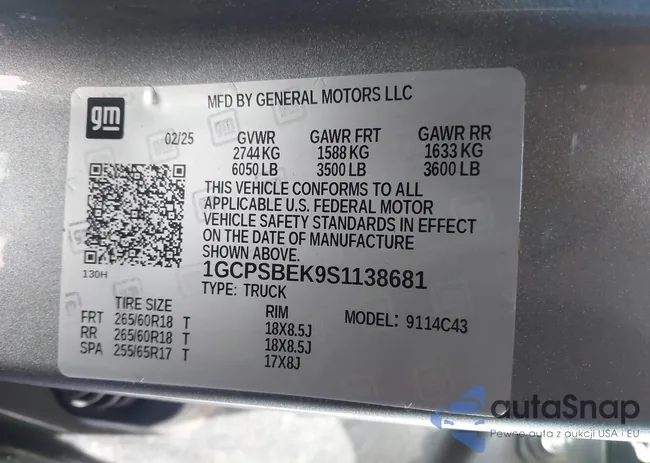 gm
MFD BY GENERAL MOTORS LLC
02/25 GVWR GAWR FRT GAWR RR
2744 KG 1588 KG 1633 KG
6050 LB 3500 LB 3600 LB
THIS VEHICLE CONFORMS TO ALL
APPLICABLE U.S. FEDERAL MOTOR
VEHICLE SAFETY STANDARDS IN EFFECT
ON THE DATE OF MANUFACTURE
SHOWN ABOVE.
130H
1GCPSBEK9S1138681
TYPE: TRUCK
TIRE SIZE RIM MODEL: 9114C43
FRT 265/60R18 T 18X8.5J
RR 265/60R18 T 18X8.5J
SPA 255/65R17 T 17X8J
autoSnap
Pewne auta z aukcji USA i EU